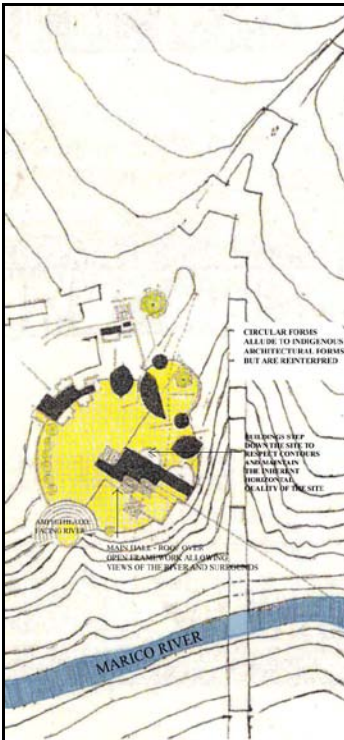 CIRCULAR FORMS
ALLUDE TO INDIGENOUS
ARCHITECTURAL FORMS
BUT ARE REINTERPRED
BUILDINGS STEP
DOWN THE SITE TO
RESPECT CONTOURS
AND MAINTAIN
THE INHERENT
HORIZONTAL
QUALITY OF THE SITE
AMPHITHEATRE
FACING RIVER
MAIN HALL - ROOF OVER
OPEN FRAMEWORK ALLOWING
VIEWS OF THE RIVER AND SURROUNDS
MARICO RIVER